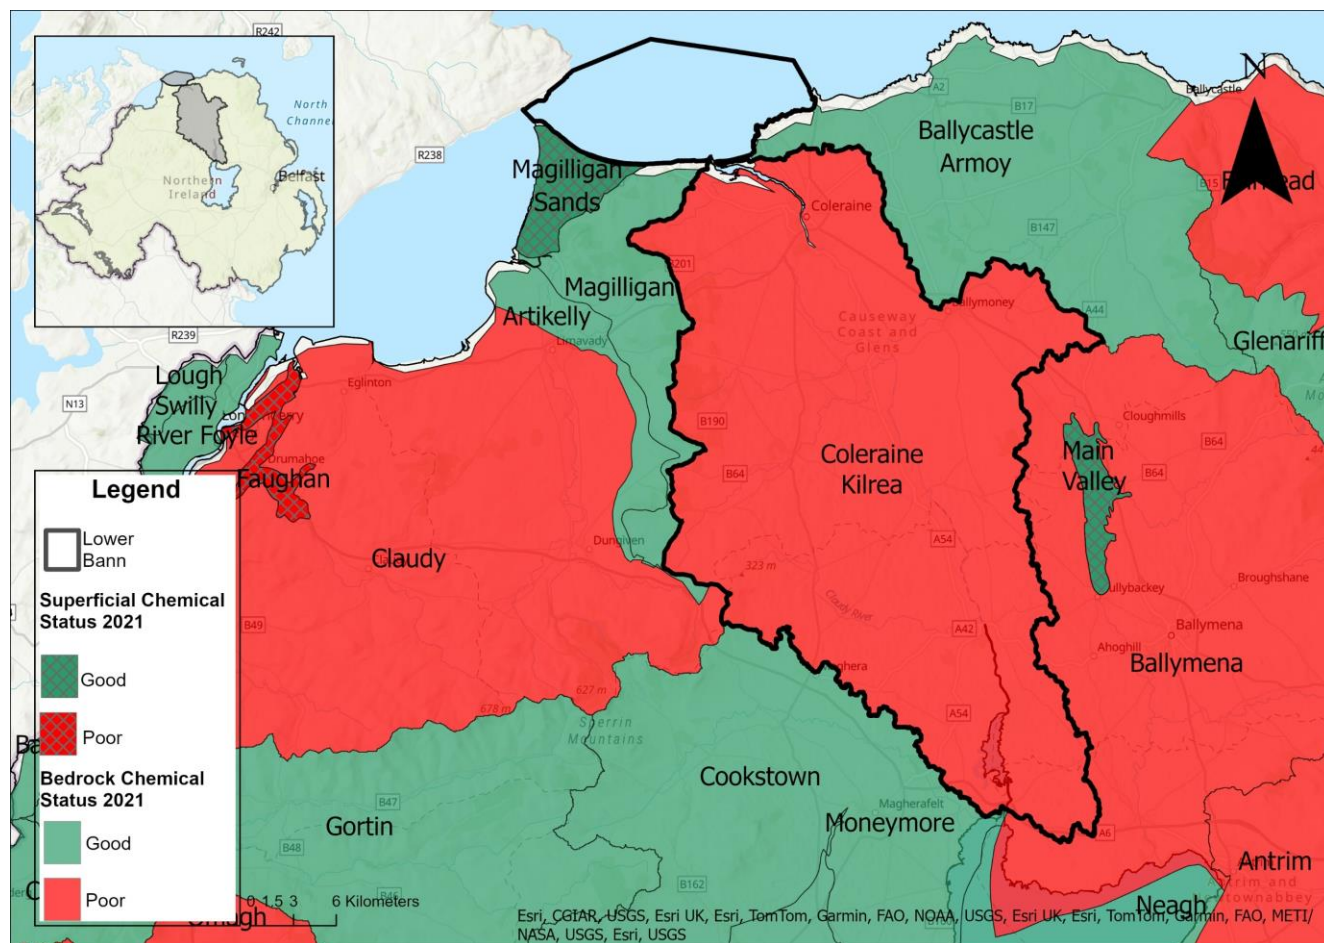 R242
North
Channel
Northern
Ireland
Belfast
R238
R239
N13
A2
B17
Ballycastle
N
Ballycastle
Armoy
B15
Magilligan
Sands
Coleraine
B147
B201
Magilligan
Artikelly
Limavady
Causeway
Coast and
Glens
Ballymoney
A44
Glenariff
Lough
Swilly
River Foyle
Eglinton
Drumahoe
Faughan
Claudy
Dungiven
B190
B64
Coleraine
Kilrea
A54
323 m
Claudy River
A42
A54
Cloughmills
B64
Main
Valley
B64
Broughshane
Ballymena
Ahoghill
Ballymena
B49
627 m
678 m
Sperrin
Mountains
Cookstown
Magherafelt
Moneymore
A6
Antrim
Antrim and
Neagh
Gortin
B47
B48
B162
Legend
Lower
Bann
Superficial Chemical
Status 2021
Good
Poor
Bedrock Chemical
Status 2021
Good
Poor
0 1.5 3 6 Kilometers
Esri, CGIAR, USGS, Esri UK, Esri, TomTom, Garmin, FAO, NOAA, USGS, Esri UK, Esri, TomTom, Garmin, FAO, METI/
NASA, USGS, Esri, USGS